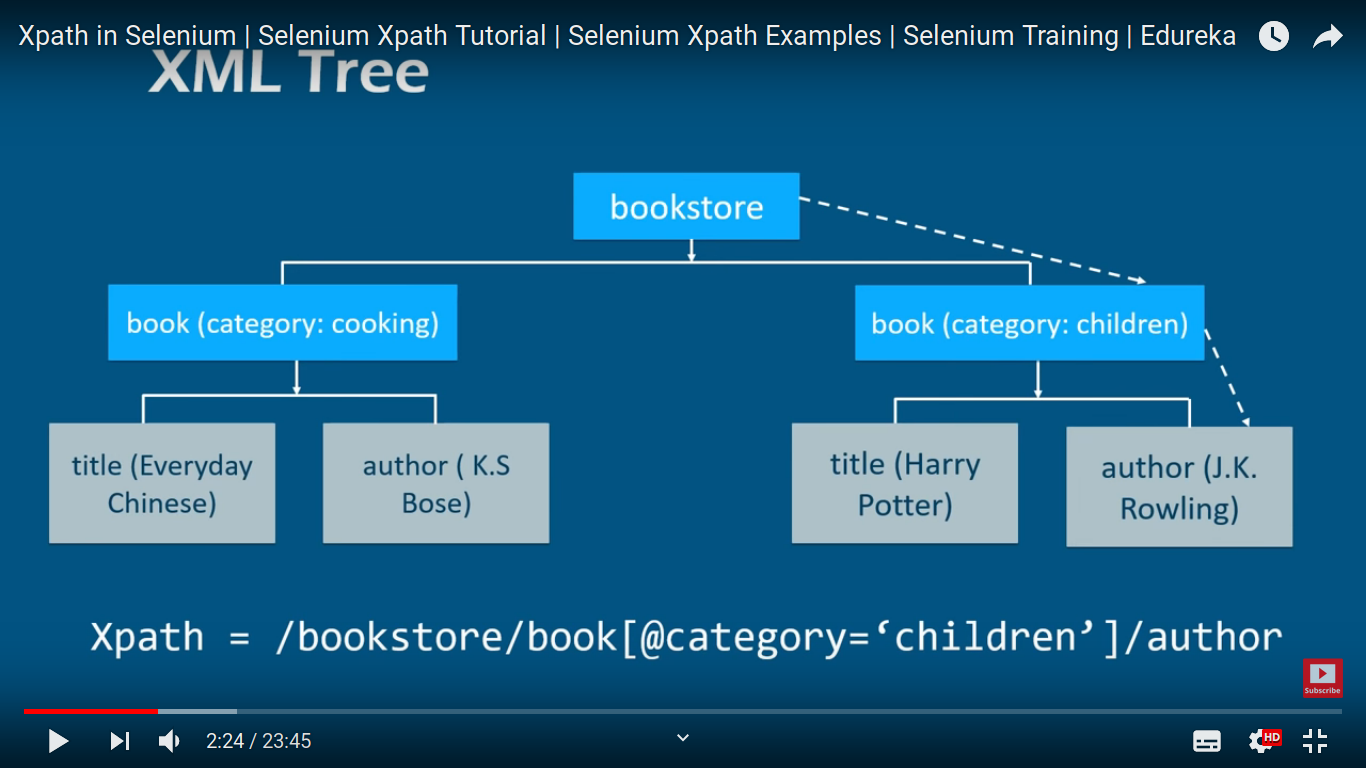 Xpath in Selenium | Selenium Xpath Tutorial | Selenium Xpath Examples | Selenium Training | Edureka
XML Tree
bookstore
book (category: cooking)
book (category: children)
title (Everyday
Chinese)
author ( K.S
Bose)
title (Harry
Potter)
author (J.K.
Rowling)
Xpath = /bookstore/book[@category=‘children’]/author
Subscribe
2:24 / 23:45
HD